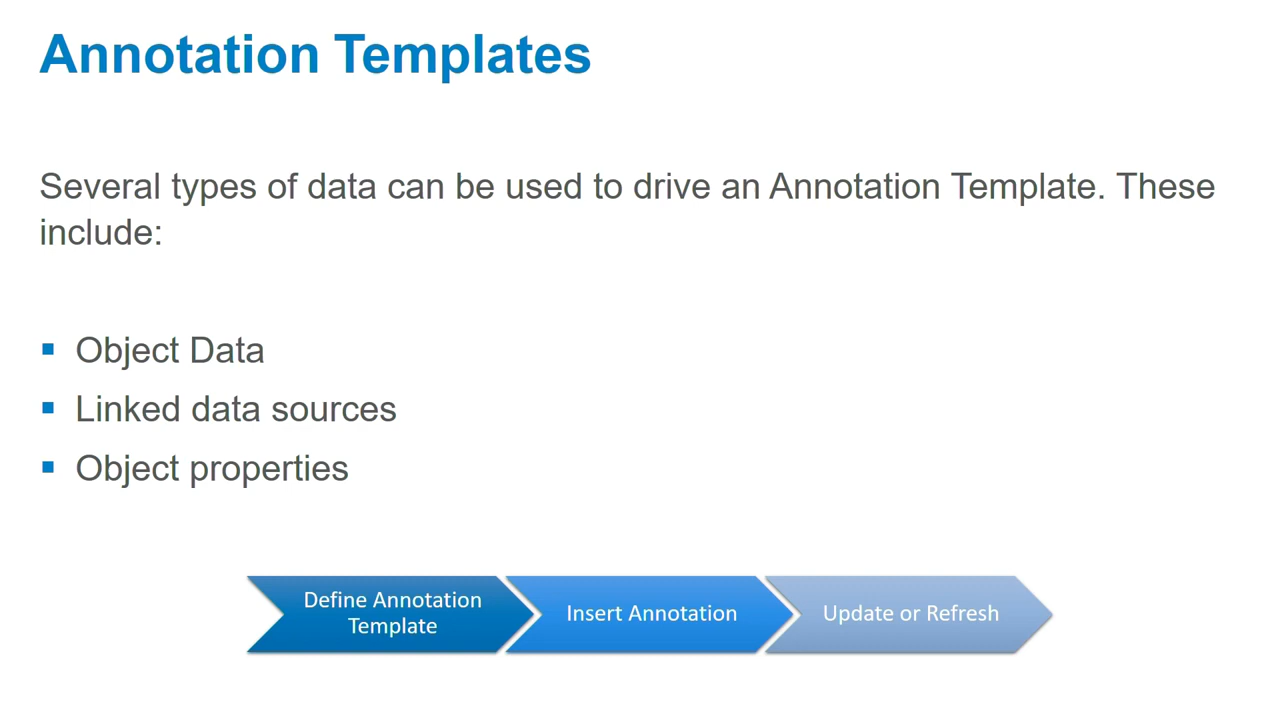 Annotation Templates
Several types of data can be used to drive an Annotation Template. These
include:
Object Data
Linked data sources
Object properties
Define Annotation
Template
Insert Annotation
Update or Refresh